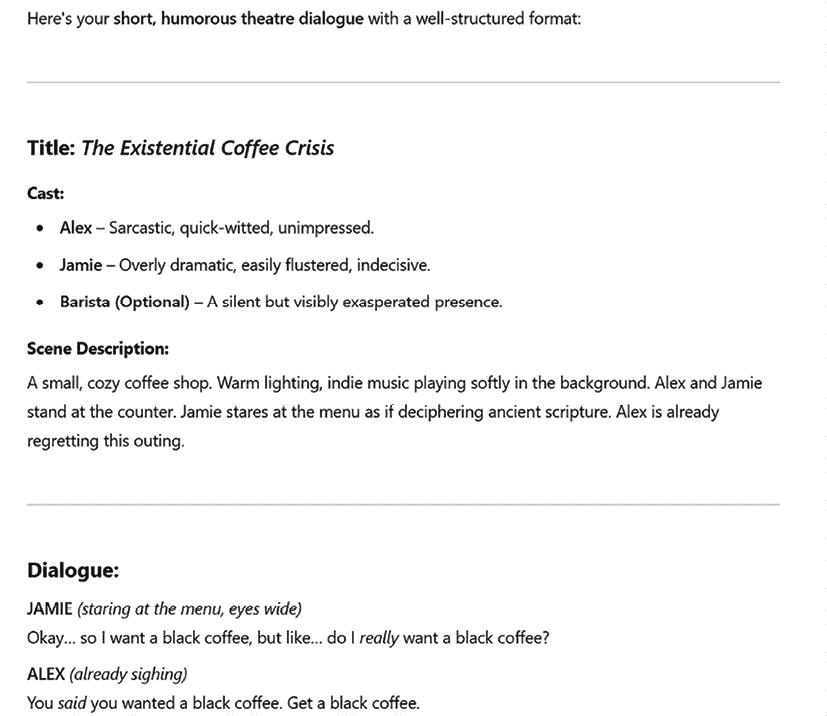 Here's your short, humorous theatre dialogue with a well-structured format:
Title: The Existential Coffee Crisis
Cast:
• Alex – Sarcastic, quick-witted, unimpressed.
• Jamie – Overly dramatic, easily flustered, indecisive.
• Barista (Optional) – A silent but visibly exasperated presence.
Scene Description:
A small, cozy coffee shop. Warm lighting, indie music playing softly in the background. Alex and Jamie
stand at the counter. Jamie stares at the menu as if deciphering ancient scripture. Alex is already
regretting this outing.
Dialogue:
JAMIE (staring at the menu, eyes wide)
Okay... so I want a black coffee, but like... do I really want a black coffee?
ALEX (already sighing)
You said you wanted a black coffee. Get a black coffee.